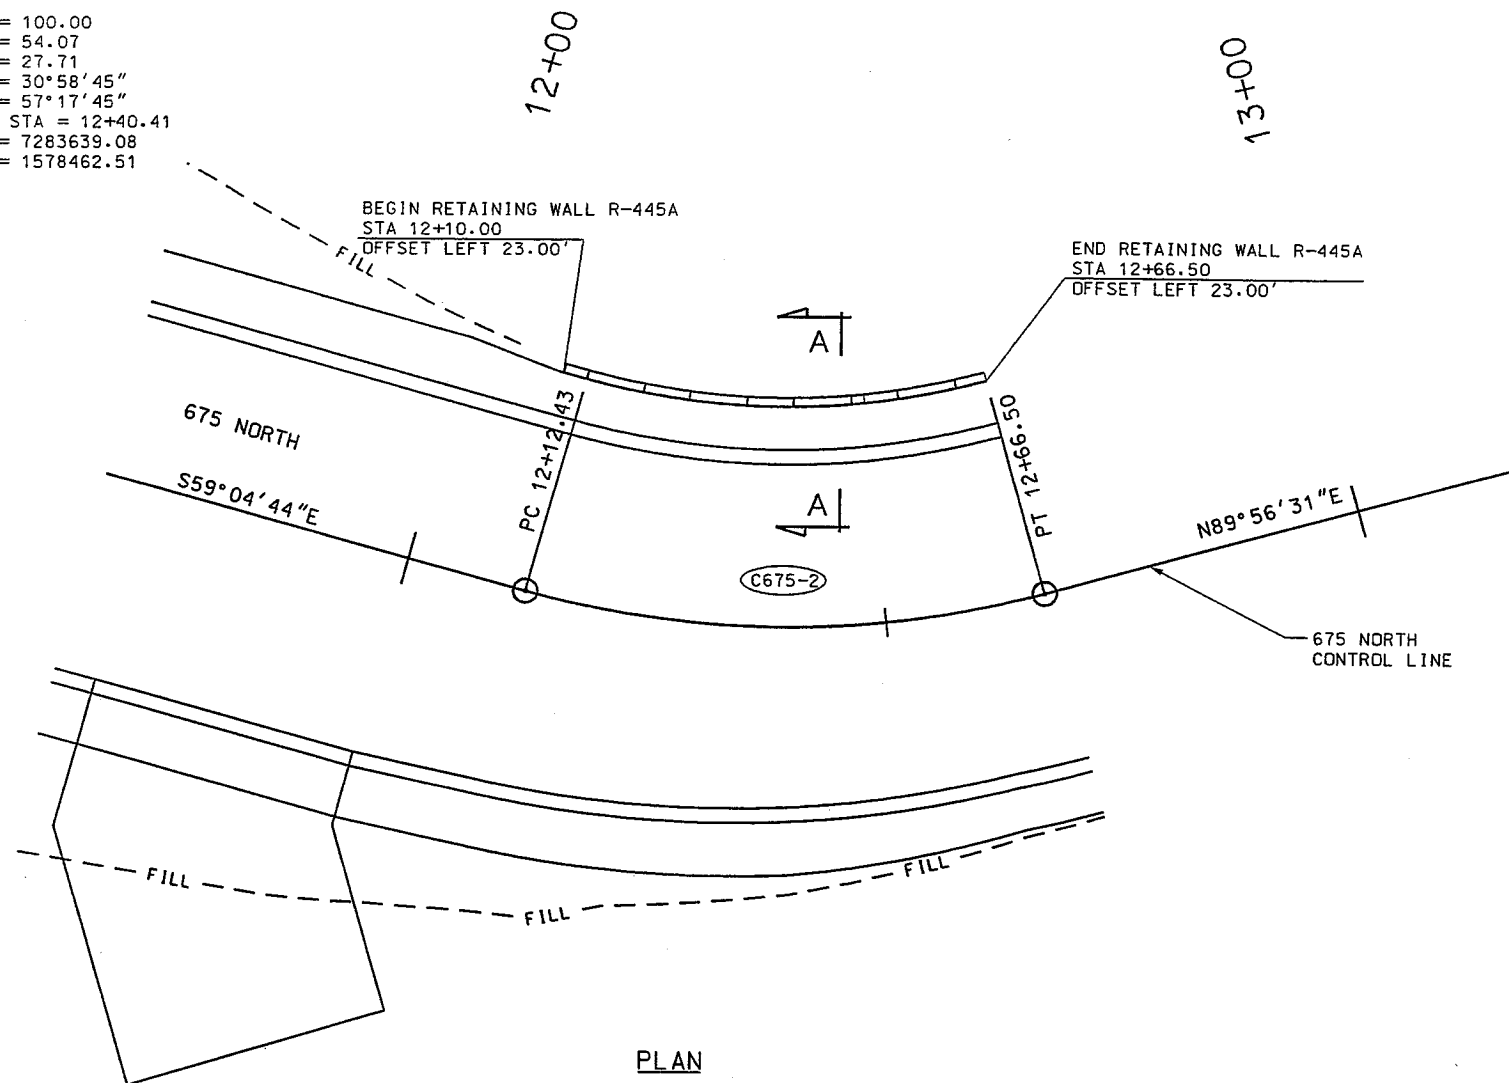 = 100.00
= 54.07
= 27.71
= 30°58'45"
= 57°17'45"
STA = 12+40.41
= 7283639.08
= 1578462.51
12+00
13+00
BEGIN RETAINING WALL R-445A
STA 12+10.00
OFFSET LEFT 23.00'
FILL
END RETAINING WALL R-445A
STA 12+66.50
OFFSET LEFT 23.00'
A
675 NORTH
S59°04'44"E
PC 12+12.43
A
PT 12+66.50
N89°56'31"E
C675-2
675 NORTH
CONTROL LINE
FILL
FILL
FILL
PLAN